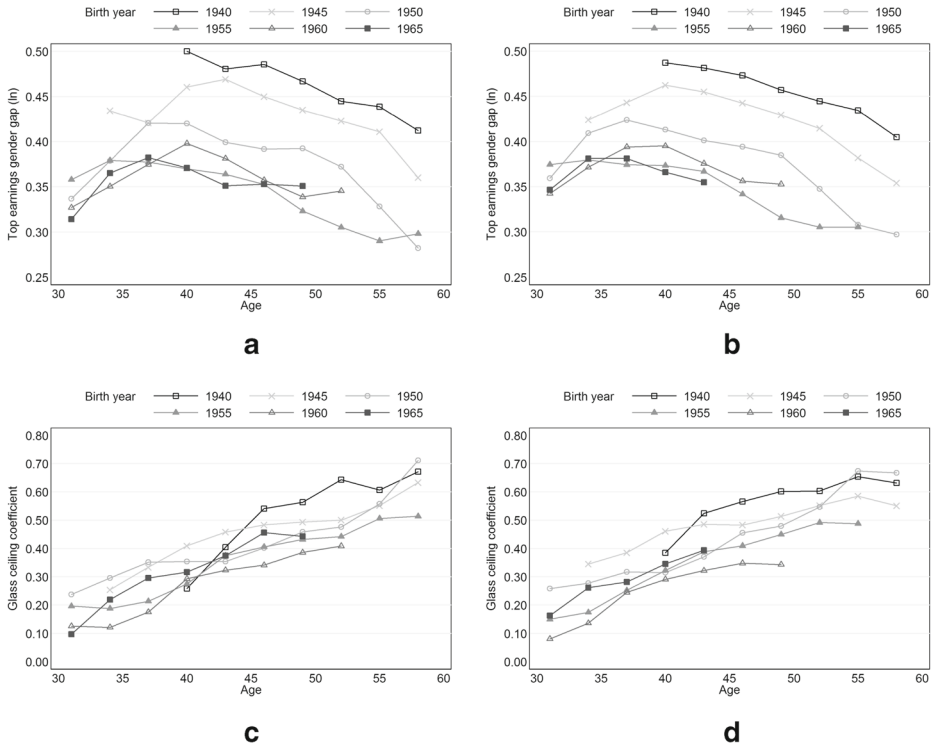 Birth year 1940 1945 1950
1955 1960 1965
Top earnings gender gap (ln)
0.50
0.45
0.40
0.35
0.30
0.25
30 35 40 45 50 55 60
Age
a
Birth year 1940 1945 1950
1955 1960 1965
Top earnings gender gap (ln)
0.50
0.45
0.40
0.35
0.30
0.25
30 35 40 45 50 55 60
Age
b
Birth year 1940 1945 1950
1955 1960 1965
Glass ceiling coefficient
0.80
0.70
0.60
0.50
0.40
0.30
0.20
0.10
0.00
30 35 40 45 50 55 60
Age
c
Birth year 1940 1945 1950
1955 1960 1965
Glass ceiling coefficient
0.80
0.70
0.60
0.50
0.40
0.30
0.20
0.10
0.00
30 35 40 45 50 55 60
Age
d